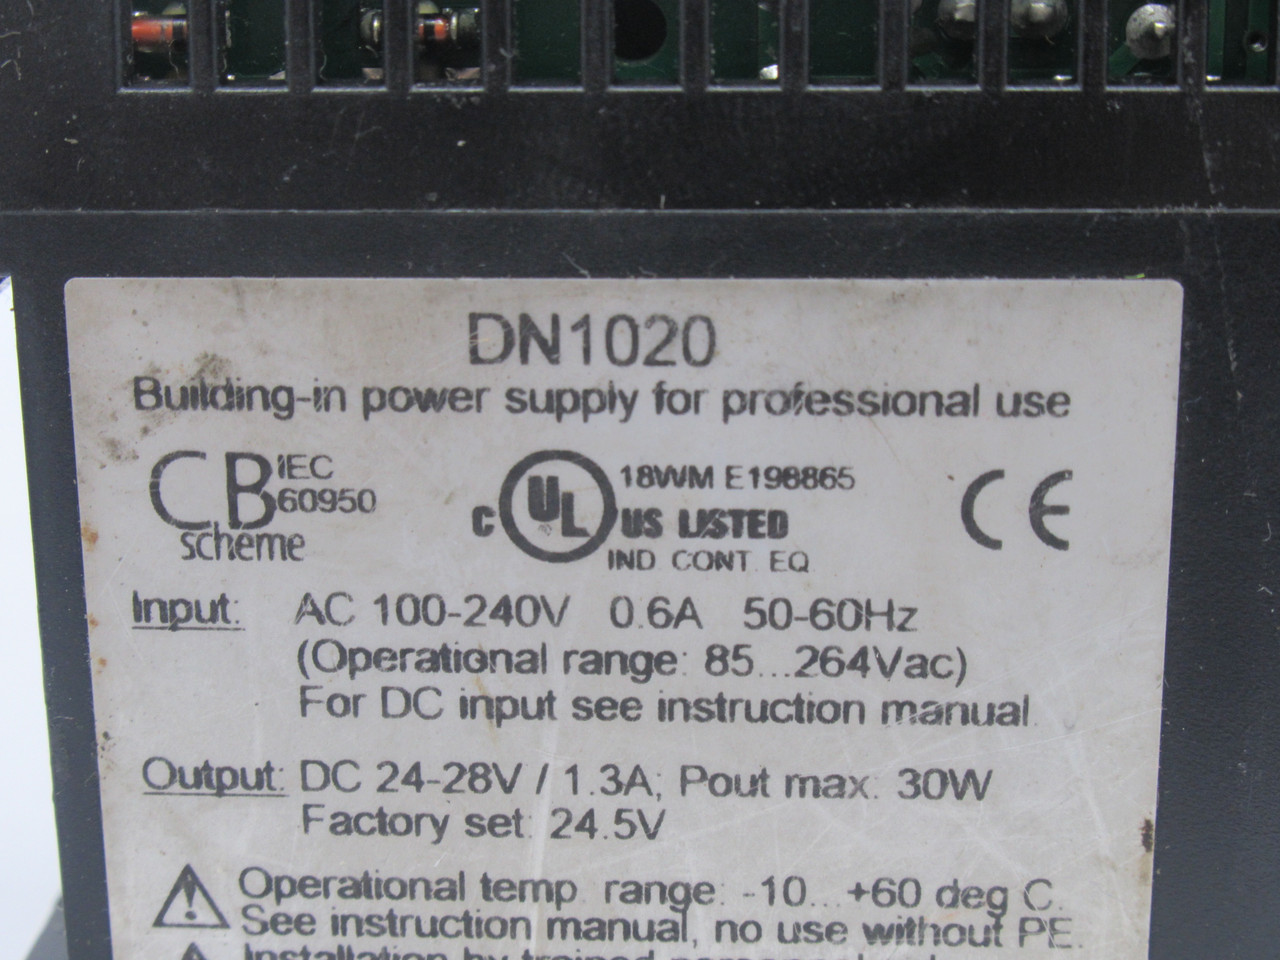 DN1020
Building-in power supply for professional use
CB IEC 60950 scheme
C UL US LISTED 18WM E198865
IND CONT EQ
CE
Input: AC 100-240V 0.6A 50-60Hz
(Operational range: 85...264Vac)
For DC input see instruction manual.
Output: DC 24-28V / 1.3A; Pout max: 30W
Factory set: 24.5V
Operational temp. range: -10...+60 deg C.
See instruction manual, no use without PE.
Installation by trained